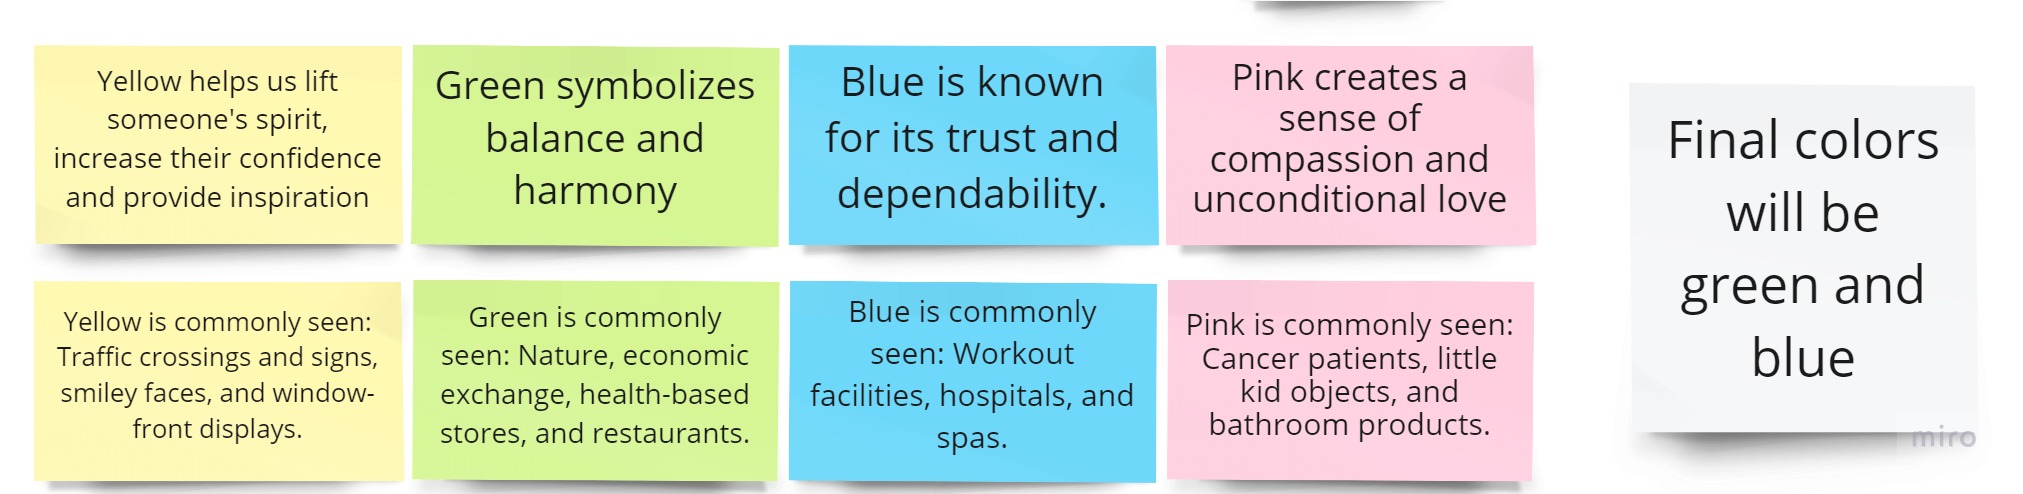 Yellow helps us lift
someone's spirit,
increase their confidence
and provide inspiration
Green symbolizes
balance and
harmony
Blue is known
for its trust and
dependability.
Pink creates a
sense of
compassion and
unconditional love
Yellow is commonly seen:
Traffic crossings and signs,
smiley faces, and window-
front displays.
Green is commonly
seen: Nature, economic
exchange, health-based
stores, and restaurants.
Blue is commonly
seen: Workout
facilities, hospitals, and
spas.
Pink is commonly seen:
Cancer patients, little
kid objects, and
bathroom products.
Final colors
will be
green and
blue
miro